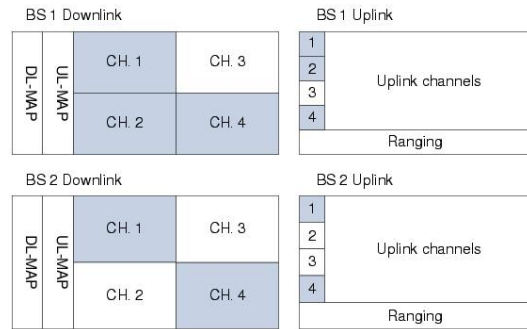 BS 1 Downlink
DL-MAP
UL-MAP
CH. 1
CH. 3
CH. 2
CH. 4
BS 1 Uplink
1
2
3
4
Uplink channels
Ranging
BS 2 Downlink
DL-MAP
UL-MAP
CH. 1
CH. 3
CH. 2
CH. 4
BS 2 Uplink
1
2
3
4
Uplink channels
Ranging